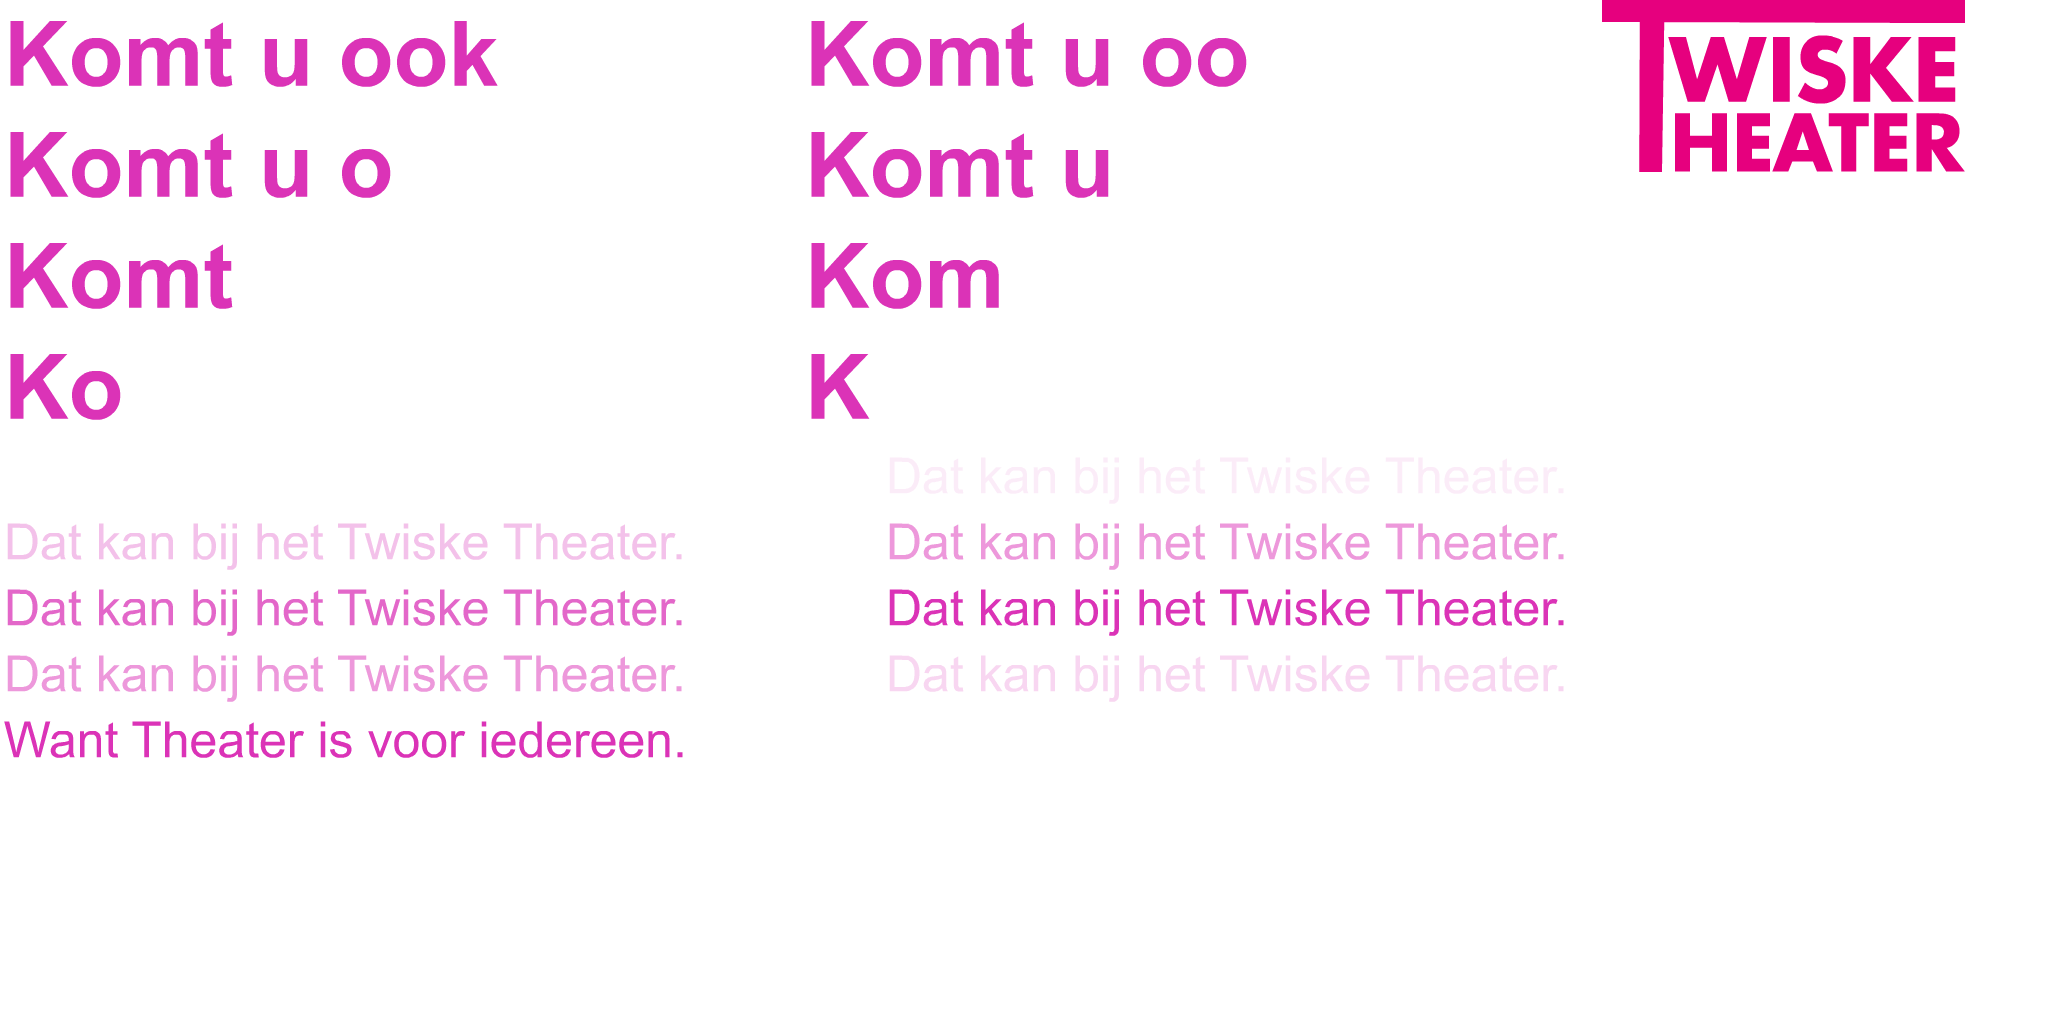 Komt u ook
Komt u oo
Komt u o
Komt u
Komt
Kom
Ko
K
Dat kan bij het Twiske Theater.
Dat kan bij het Twiske Theater.
Dat kan bij het Twiske Theater.
Dat kan bij het Twiske Theater.
Dat kan bij het Twiske Theater.
Dat kan bij het Twiske Theater.
Dat kan bij het Twiske Theater.
Want Theater is voor iedereen.
TWISKE
THEATER